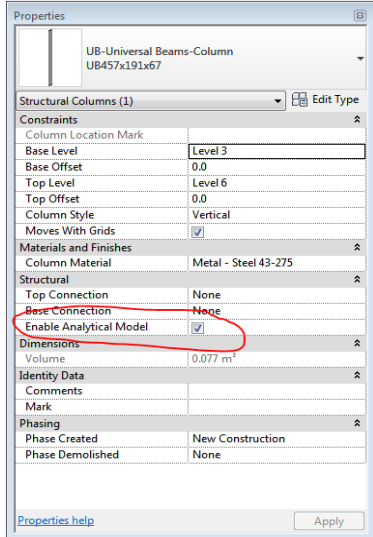 Properties
UB-Universal Beams-Column
UB457x191x67
Structural Columns (1) Edit Type
Constraints
Column Location Mark
Base Level Level 3
Base Offset 0.0
Top Level Level 6
Top Offset 0.0
Column Style Vertical
Moves With Grids
Materials and Finishes
Column Material Metal - Steel 43-275
Structural
Top Connection None
Base Connection None
Enable Analytical Model
Dimensions
Volume 0.077 m³
Identity Data
Comments
Mark
Phasing
Phase Created New Construction
Phase Demolished None
Properties help Apply